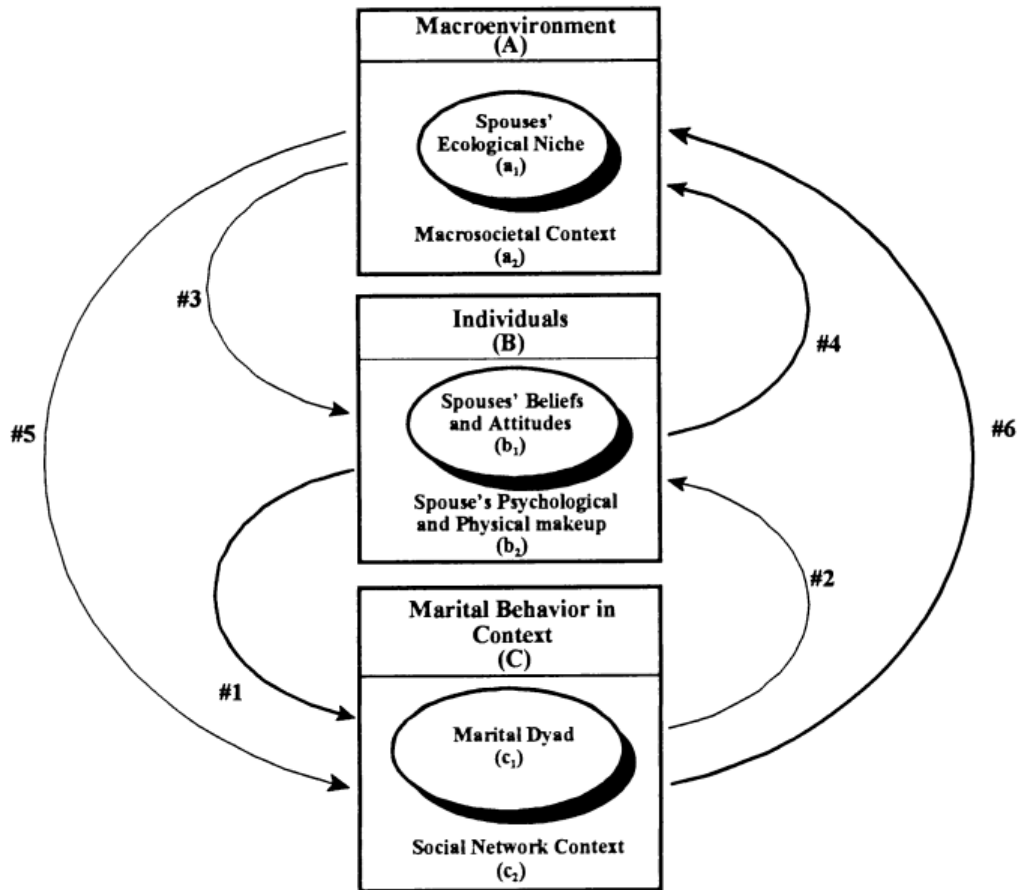 Macroenvironment
(A)
Spouses'
Ecological Niche
(a₁)
Macrosocietal Context
(a₂)
#3
Individuals
(B)
#4
Spouses' Beliefs
and Attitudes
(b₁)
#5
#6
Spouse's Psychological
and Physical makeup
(b₂)
#2
Marital Behavior in
Context
(C)
#1
Marital Dyad
(c₁)
Social Network Context
(c₂)